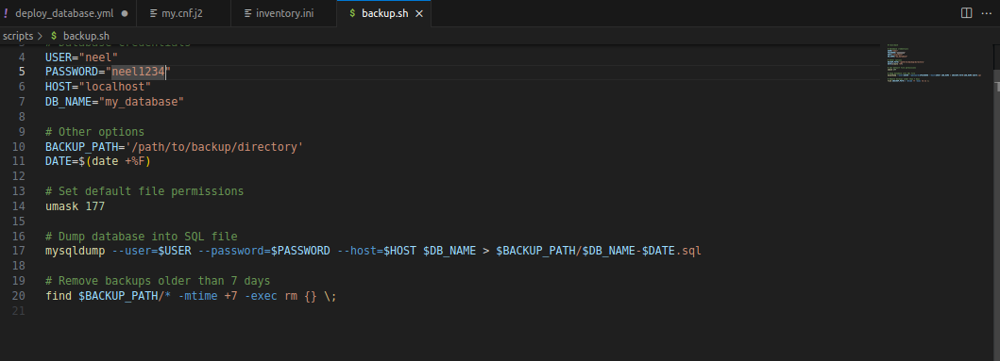 ! deploy_database.yml ● my.cnf.j2 inventory.ini $ backup.sh ×
scripts > $ backup.sh
3 # Database credentials
4 USER="neel"
5 PASSWORD="neel1234"
6 HOST="localhost"
7 DB_NAME="my_database"
8
9 # Other options
10 BACKUP_PATH='/path/to/backup/directory'
11 DATE=$(date +%F)
12
13 # Set default file permissions
14 umask 177
15
16 # Dump database into SQL file
17 mysqldump --user=$USER --password=$PASSWORD --host=$HOST $DB_NAME > $BACKUP_PATH/$DB_NAME-$DATE.sql
18
19 # Remove backups older than 7 days
20 find $BACKUP_PATH/* -mtime +7 -exec rm {} \;
21